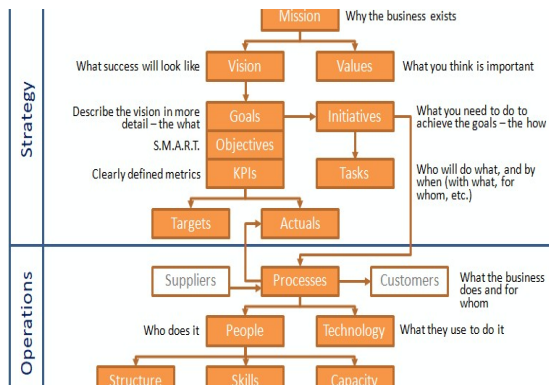 Mission
Why the business exists
What success will look like
Vision
Values
What you think is important
Strategy
Describe the vision in more
detail – the what
Goals
Initiatives
What you need to do to
achieve the goals – the how
S.M.A.R.T.
Objectives
Clearly defined metrics
KPIs
Tasks
Who will do what, and by
when (with what, for
whom, etc.)
Targets
Actuals
Operations
Suppliers
Processes
Customers
What the business
does and for
whom
Who does it
People
Technology
What they use to do it
Structure
Skills
Capacity